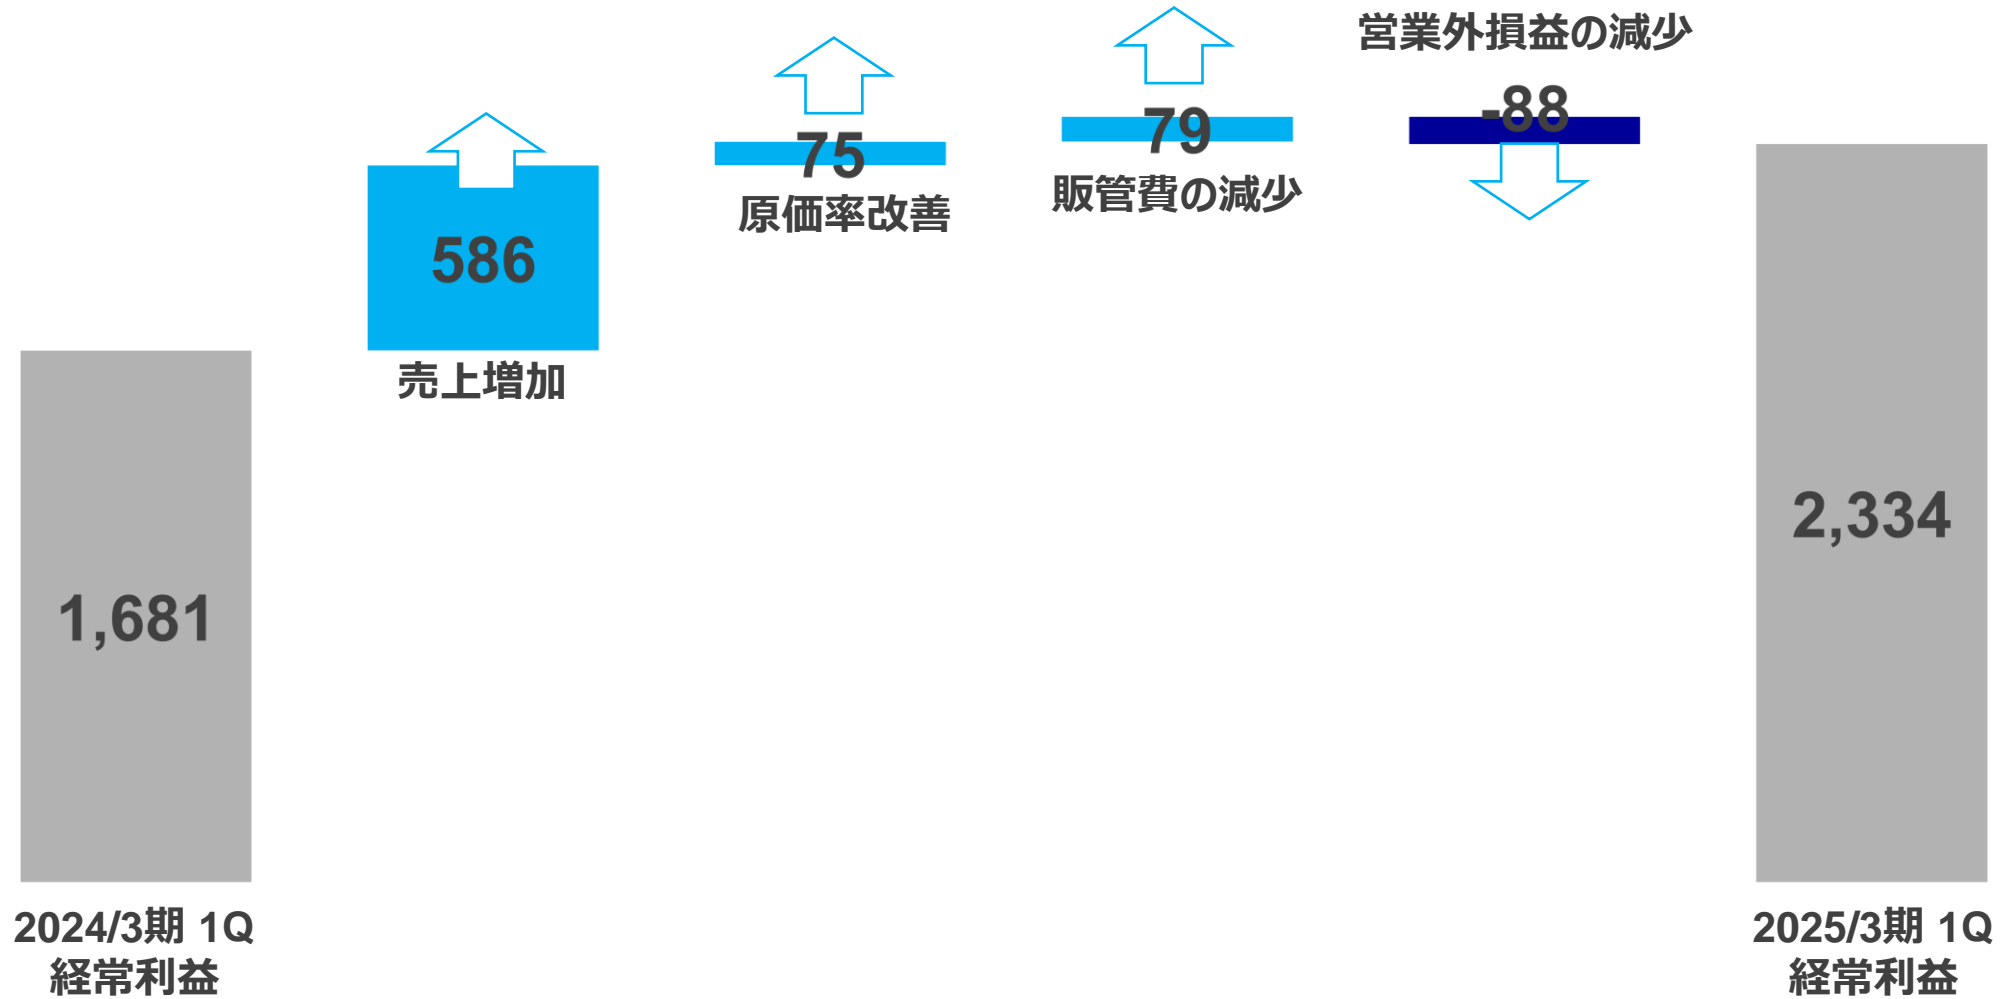 1,681
2024/3期 1Q
経常利益
586
売上増加
75
原価率改善
79
販管費の減少
営業外損益の減少
-88
2,334
2025/3期 1Q
経常利益